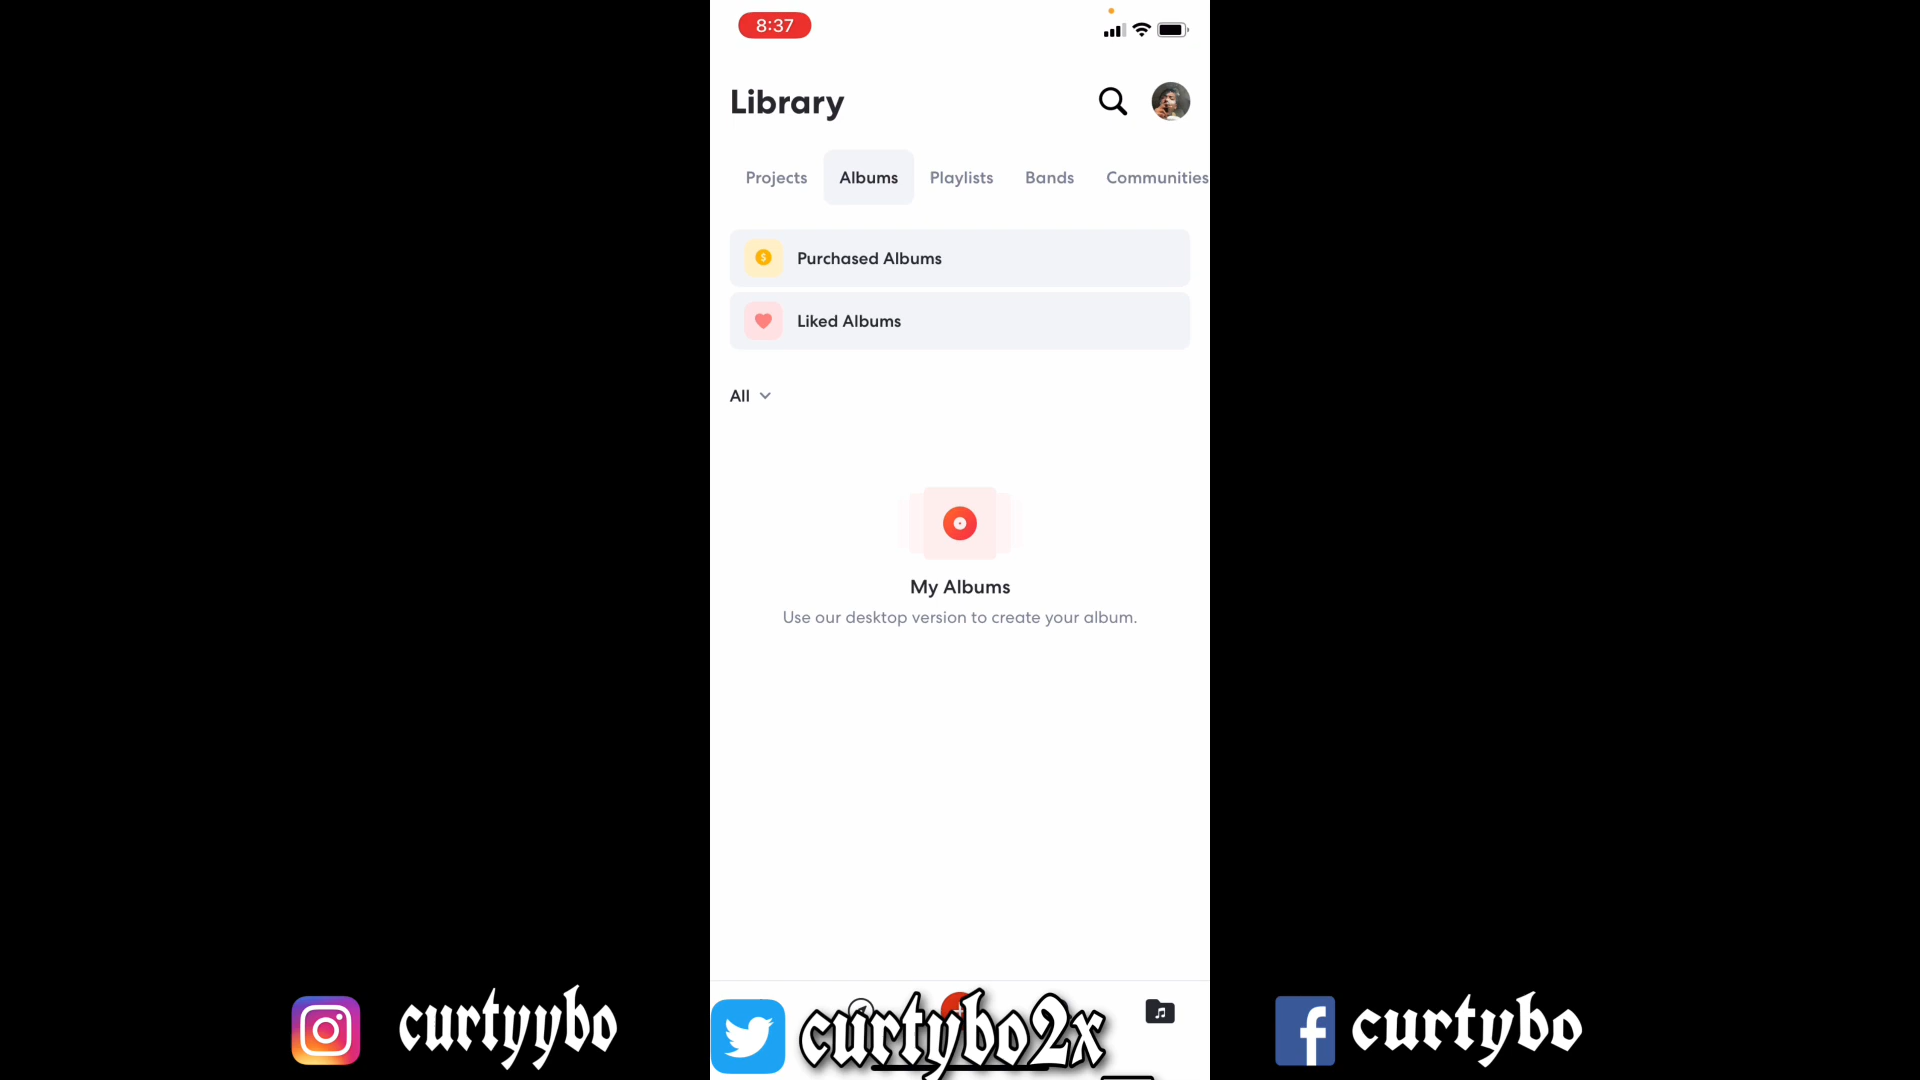 8:37
Library
Projects Albums Playlists Bands Communities
$ Purchased Albums
Liked Albums
All
My Albums
Use our desktop version to create your album.
curtyybo curtybo2x curtybo